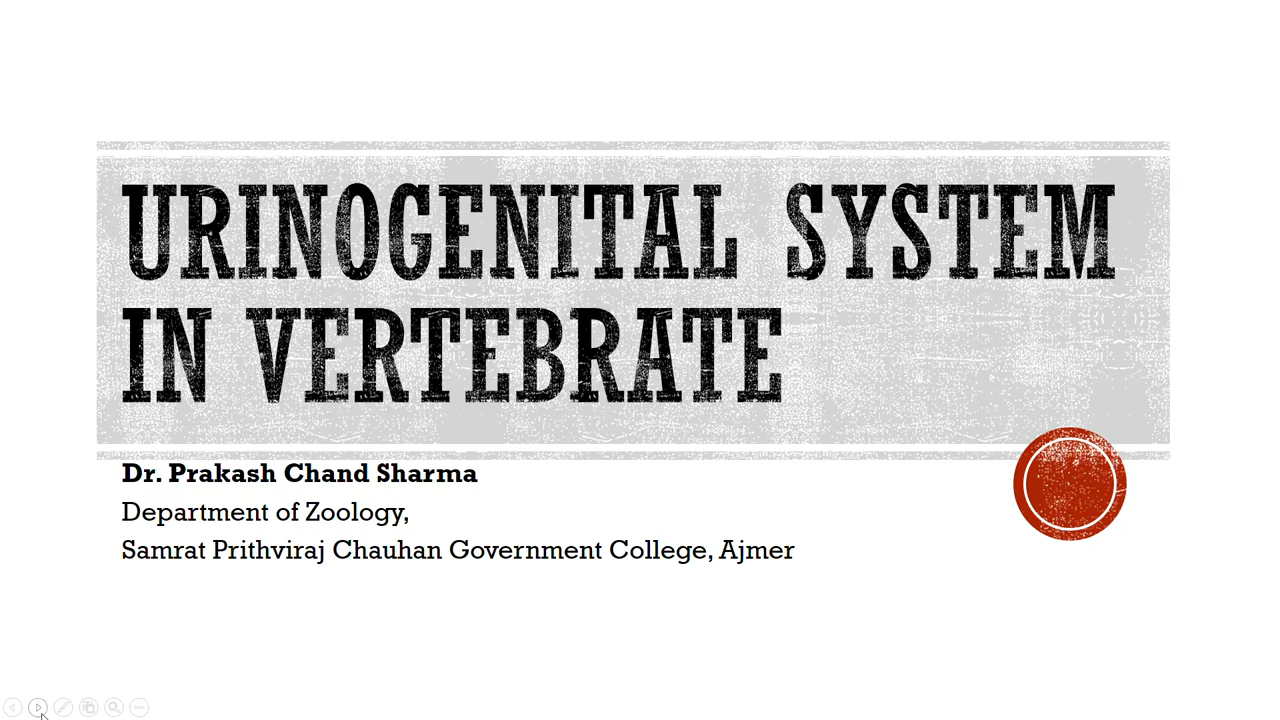 URINOGENITAL SYSTEM
IN VERTEBRATE
Dr. Prakash Chand Sharma
Department of Zoology,
Samrat Prithviraj Chauhan Government College, Ajmer